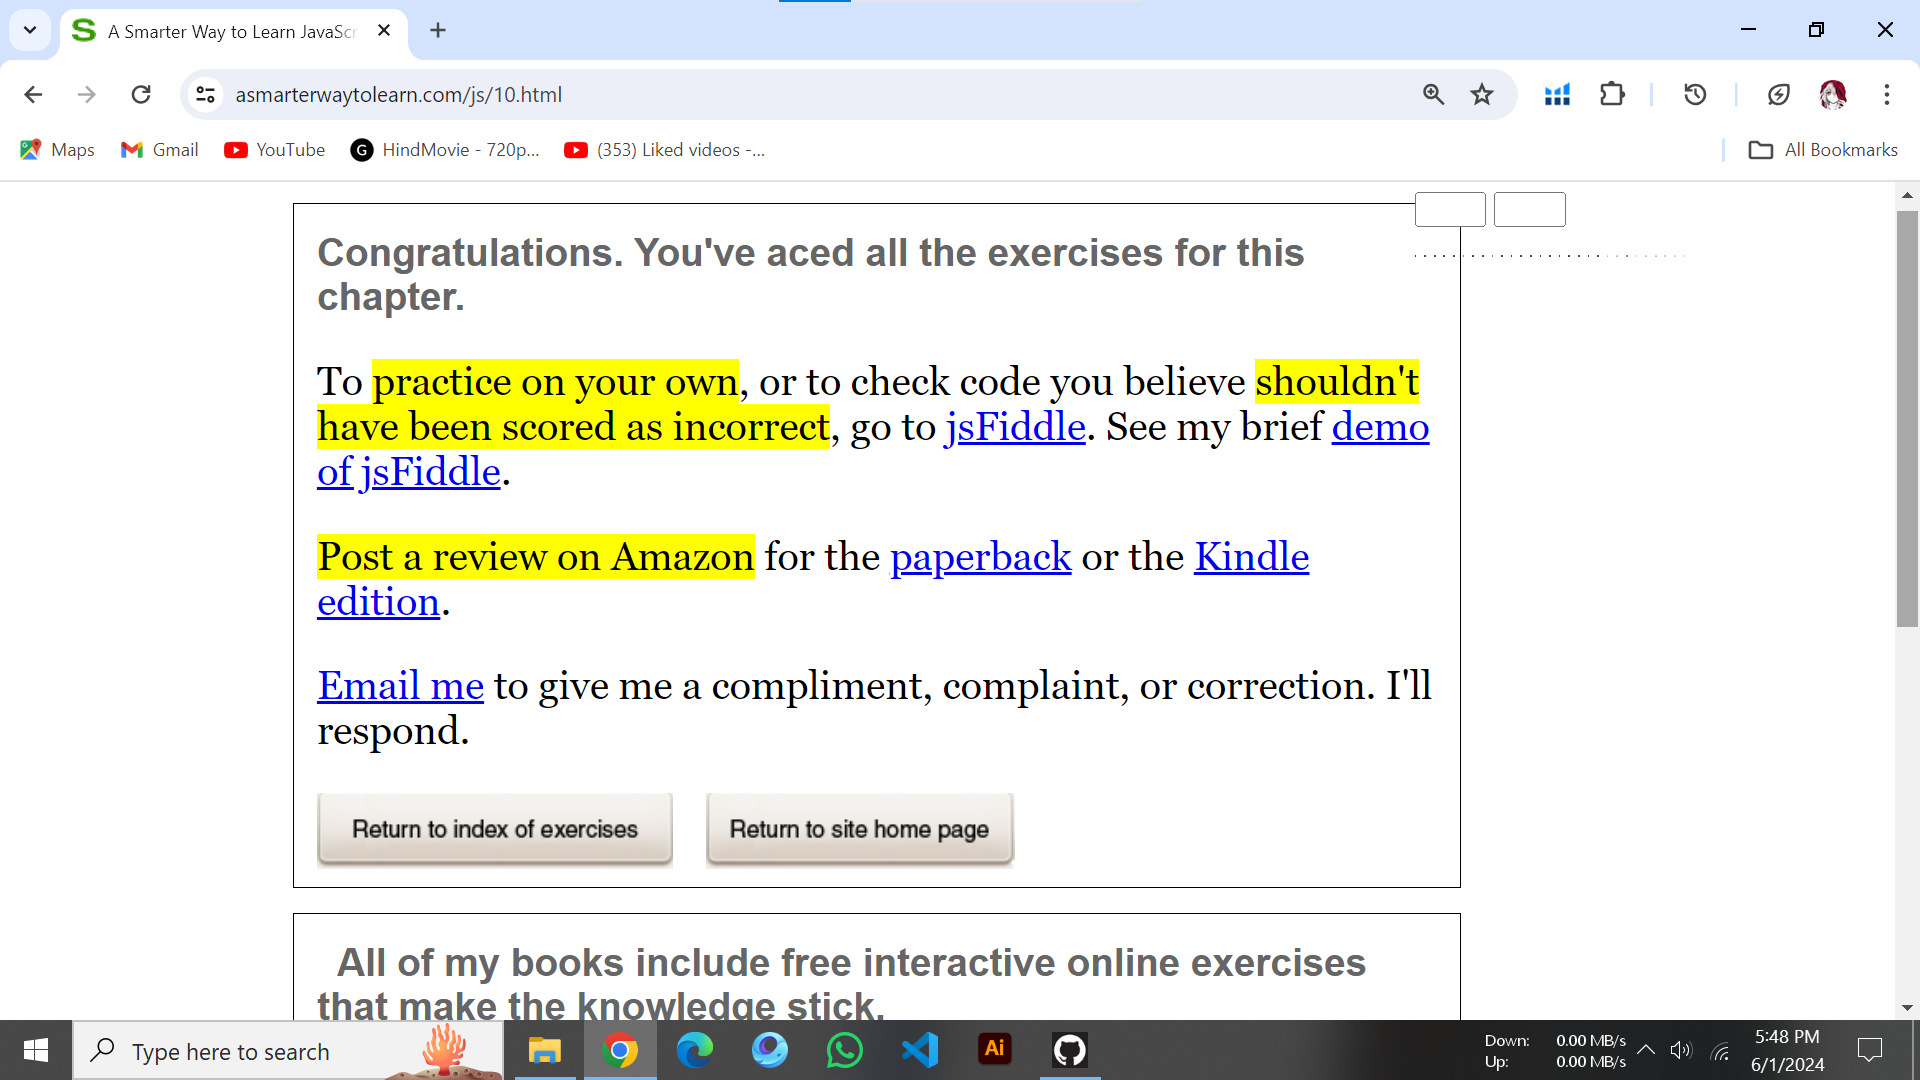 A Smarter Way to Learn JavaScr
asmarterwaytolearn.com/js/10.html
Maps
Gmail
YouTube
HindMovie - 720p...
(353) Liked videos -...
All Bookmarks
Congratulations. You've aced all the exercises for this
chapter.
To practice on your own, or to check code you believe shouldn't
have been scored as incorrect, go to jsFiddle. See my brief demo
of jsFiddle.
Post a review on Amazon for the paperback or the Kindle
edition.
Email me to give me a compliment, complaint, or correction. I'll
respond.
Return to index of exercises
Return to site home page
All of my books include free interactive online exercises
that make the knowledge stick.
Type here to search
Ai
Down: 0.00 MB/s
Up: 0.00 MB/s
5:48 PM
6/1/2024